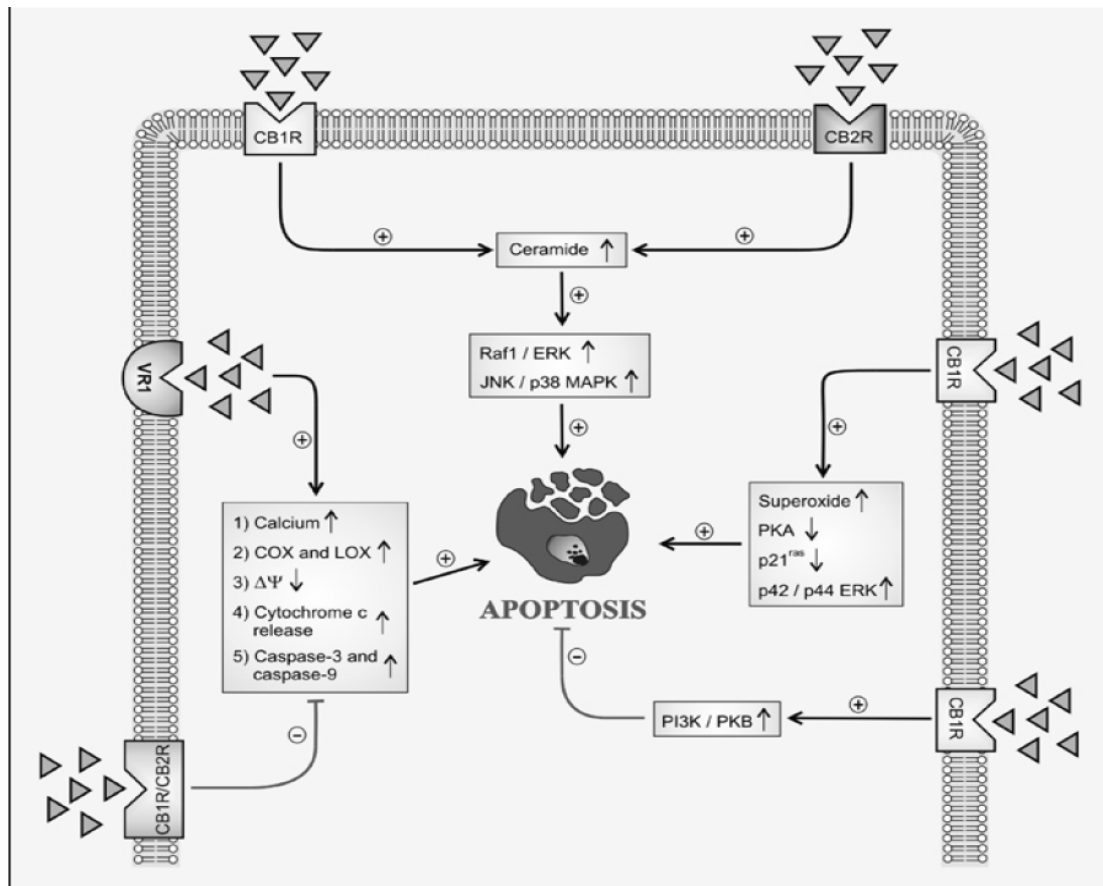 CB1R
CB2R
⊕
⊕
Ceramide ↑
⊕
Raf1 / ERK ↑
JNK / p38 MAPK ↑
⊕
VR1
⊕
CB1R
⊕
1) Calcium ↑
2) COX and LOX ↑
3) ΔΨ ↓
4) Cytochrome c
release ↑
5) Caspase-3 and
caspase-9 ↑
⊕
Superoxide ↑
PKA ↓
p21ras ↓
p42 / p44 ERK ↑
⊕
APOPTOSIS
⊖
PI3K / PKB ↑
⊕
CB1R
⊖
CB1R/CB2R